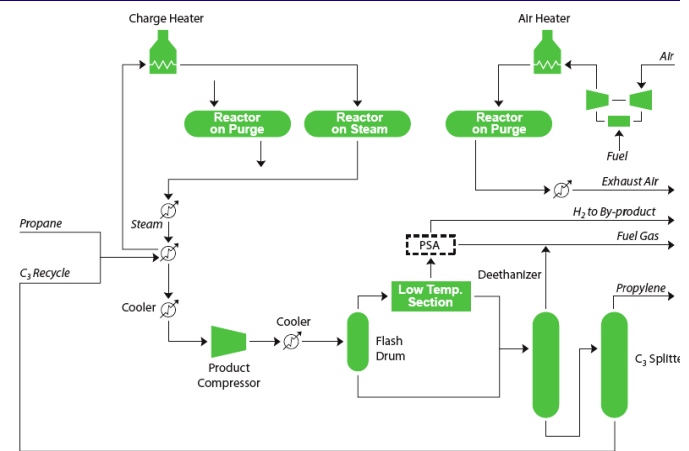 Charge Heater
Air Heater
Air
Reactor
on Purge
Reactor
on Steam
Reactor
on Purge
Fuel
Exhaust Air
H₂ to By-product
Fuel Gas
Propane
Steam
PSA
Deethanizer
C₃ Recycle
Low Temp.
Section
Propylene
Cooler
Cooler
Flash
Drum
Product
Compressor
C₃ Splitte